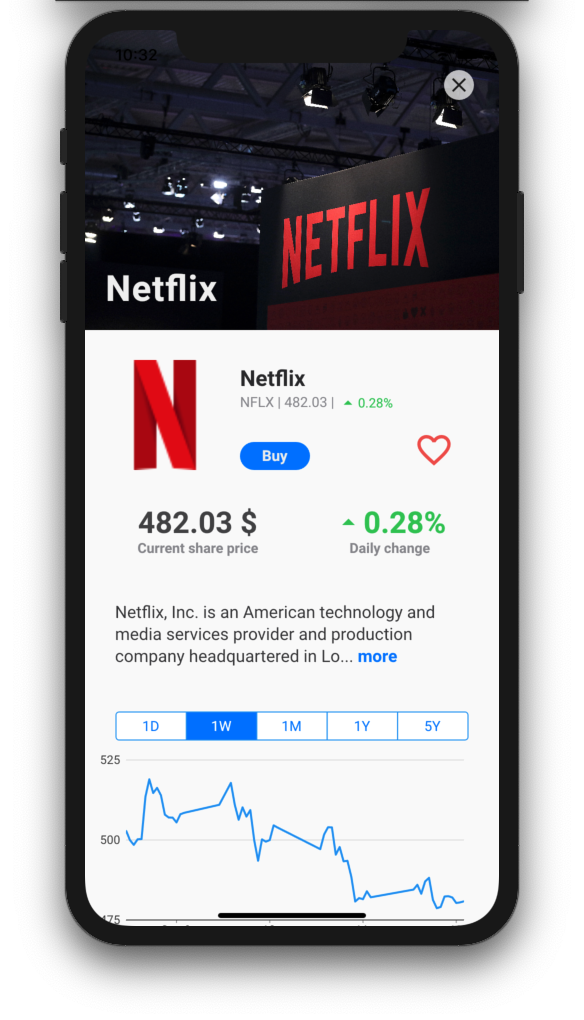 10:32
NETFLIX
Netflix
Netflix
NFLX | 482.03 | 0.28%
Buy
482.03 $
0.28%
Current share price
Daily change
Netflix, Inc. is an American technology and
media services provider and production
company headquartered in Lo... more
1D 1W 1M 1Y 5Y
525
500
475